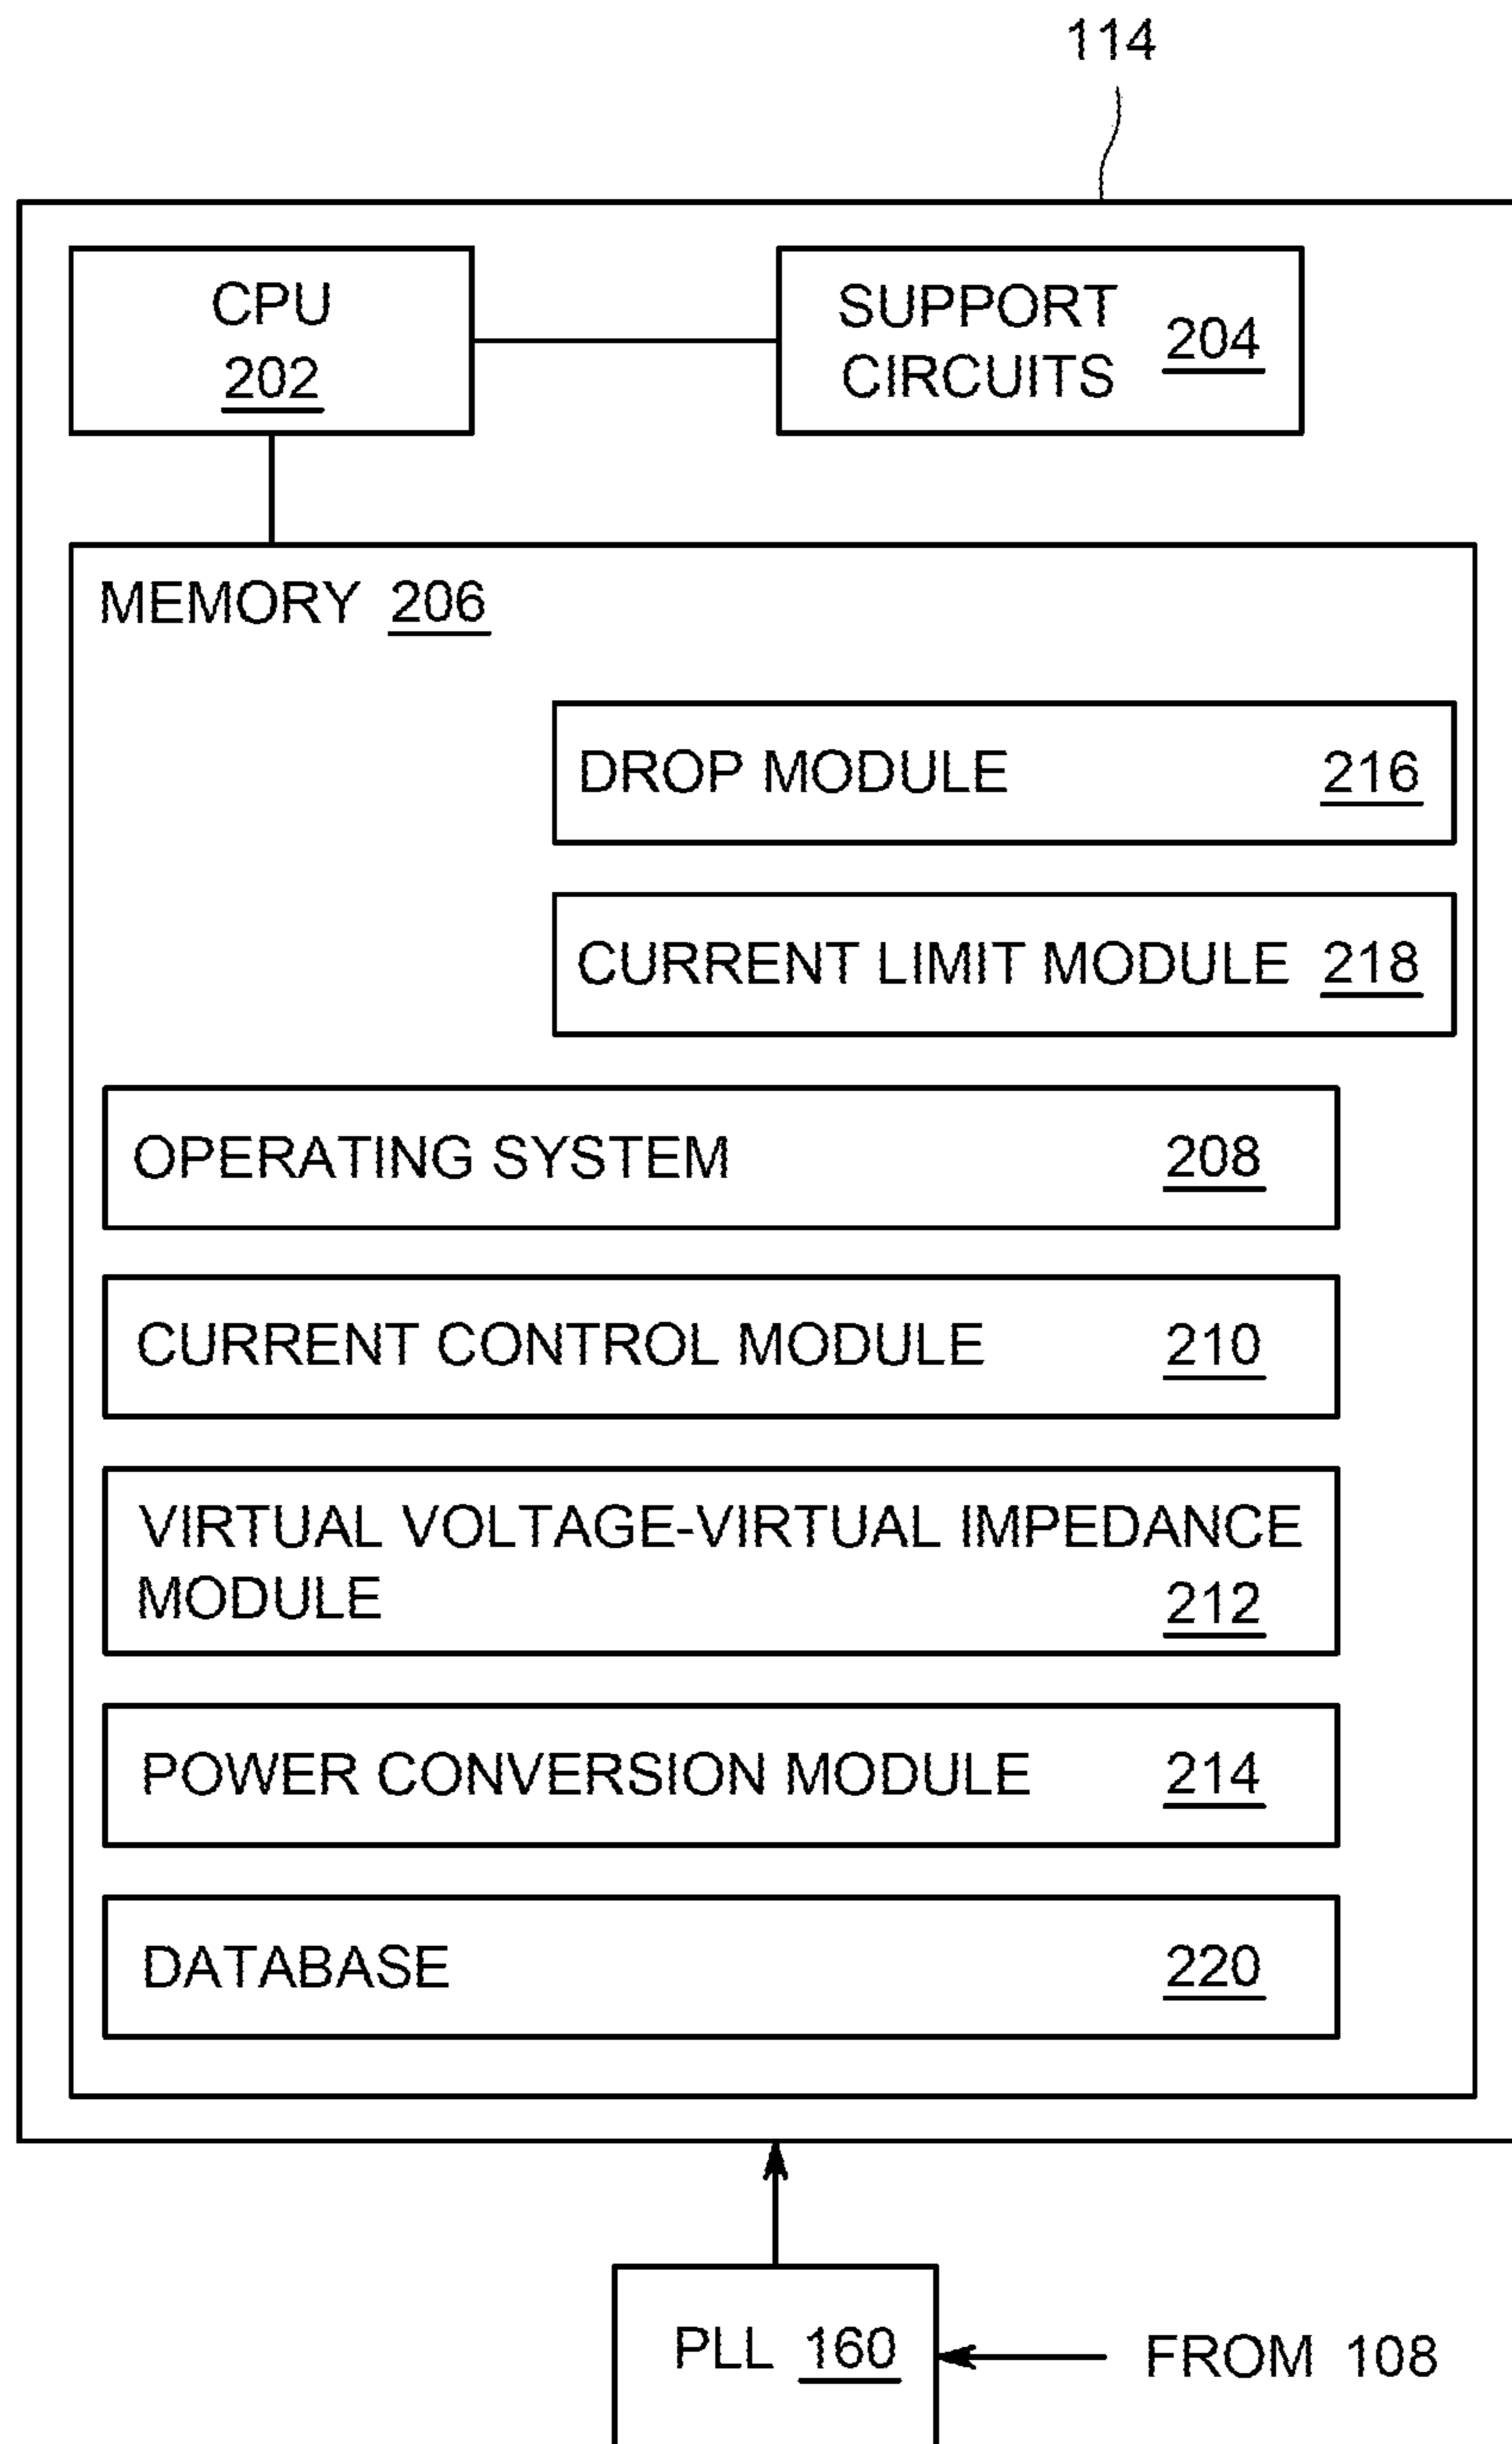 114
CPU
202
SUPPORT
CIRCUITS
204
MEMORY 206
DROP MODULE 216
CURRENT LIMIT MODULE 218
OPERATING SYSTEM 208
CURRENT CONTROL MODULE 210
VIRTUAL VOLTAGE-VIRTUAL IMPEDANCE
MODULE 212
POWER CONVERSION MODULE 214
DATABASE 220
PLL 160
FROM 108